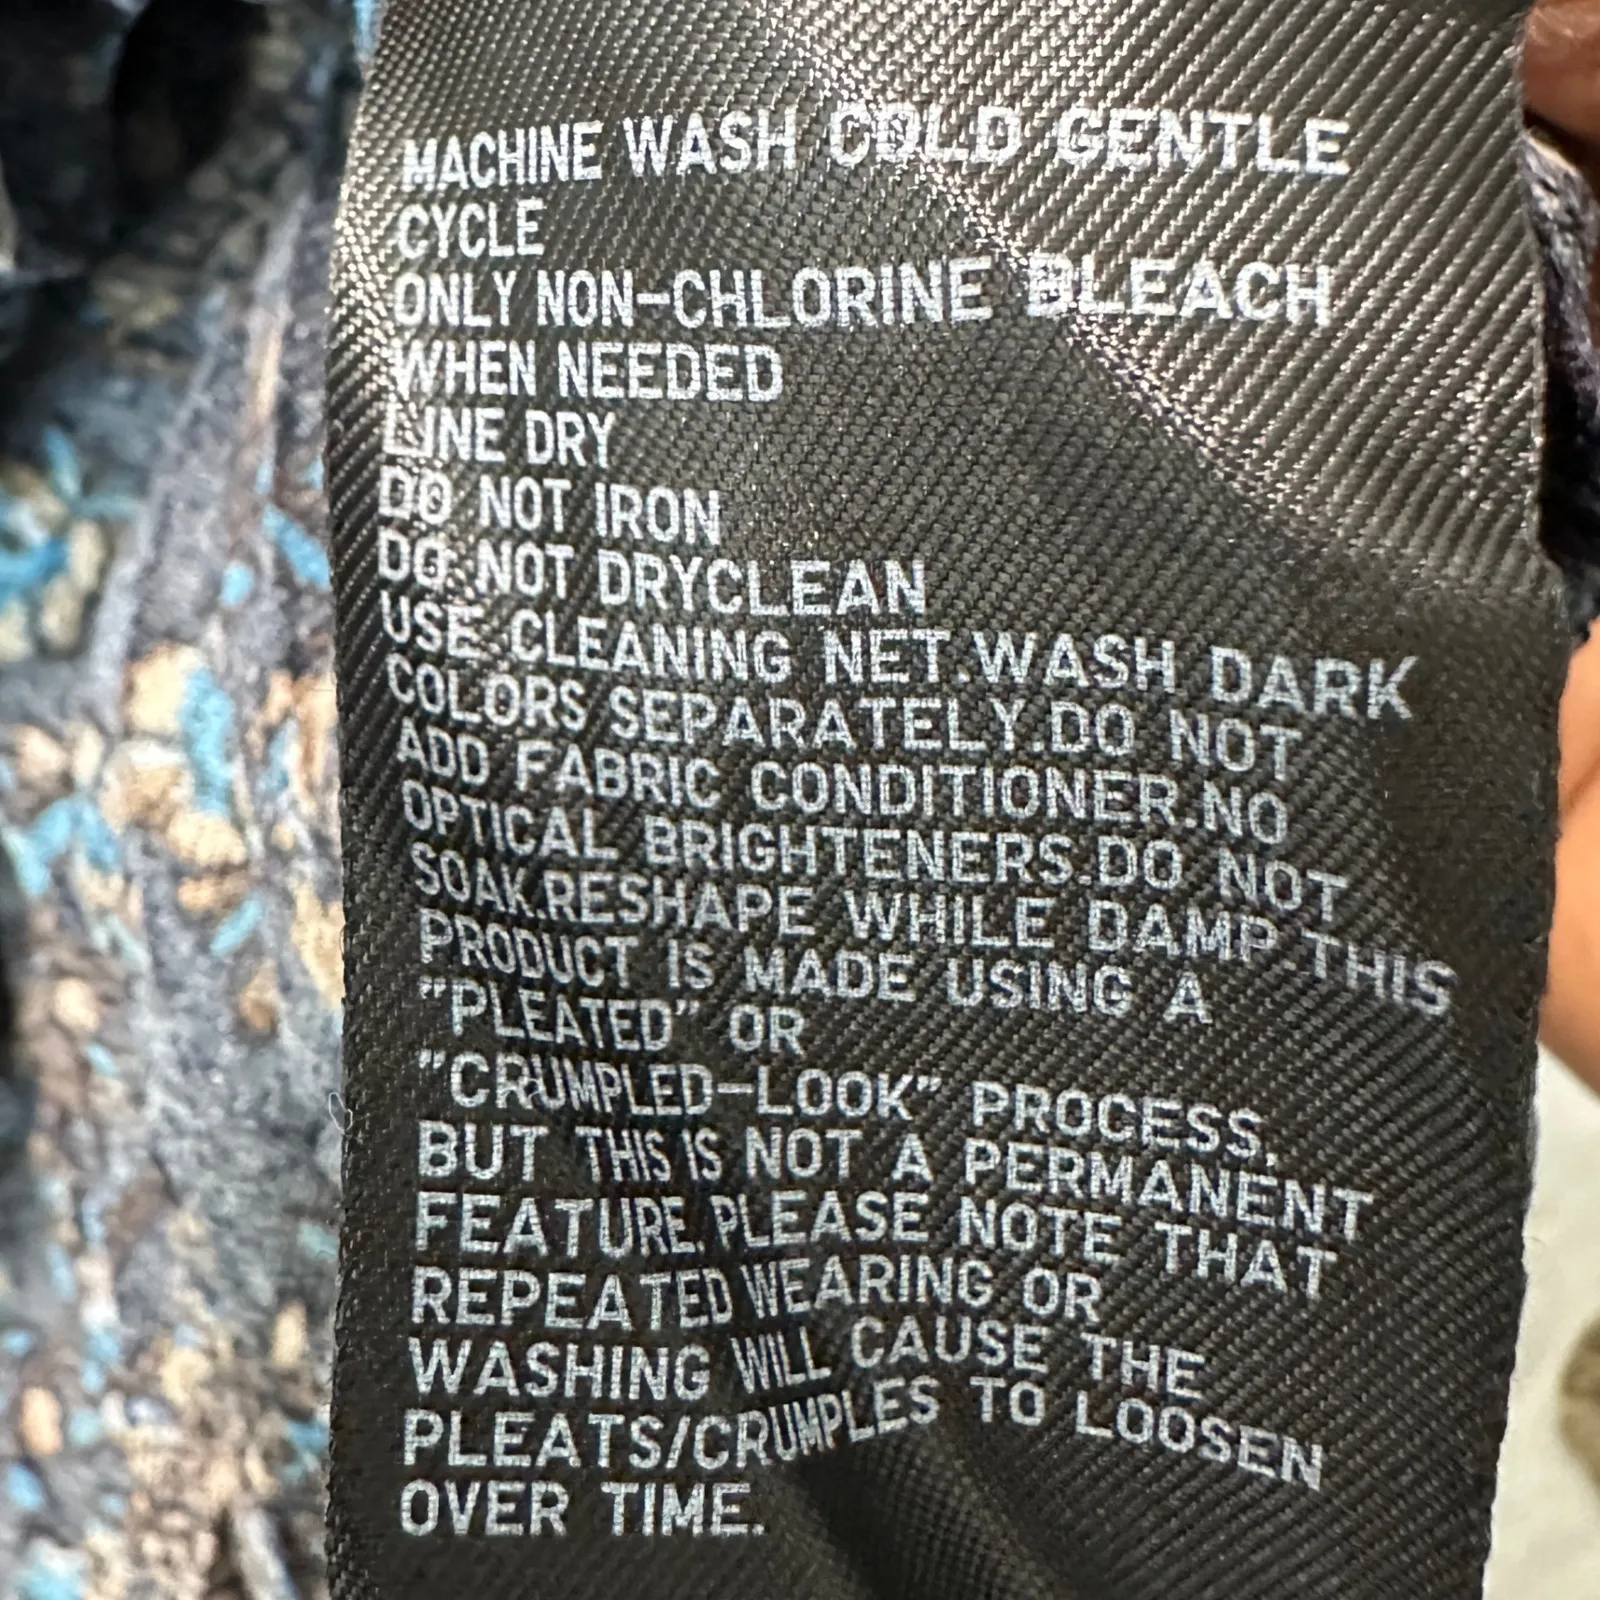 MACHINE WASH COLD GENTLE
CYCLE
ONLY NON-CHLORINE BLEACH
WHEN NEEDED
LINE DRY
DO NOT IRON
DO NOT DRYCLEAN
USE CLEANING NET.WASH DARK
COLORS SEPARATELY.DO NOT
ADD FABRIC CONDITIONER.NO
OPTICAL BRIGHTENERS.DO NOT
SOAK.RESHAPE WHILE DAMP.THIS
PRODUCT IS MADE USING A
"PLEATED" OR
"CRUMPLED-LOOK" PROCESS,
BUT THIS IS NOT A PERMANENT
FEATURE.PLEASE NOTE THAT
REPEATED WEARING OR
WASHING WILL CAUSE THE
PLEATS/CRUMPLES TO LOOSEN
OVER TIME.